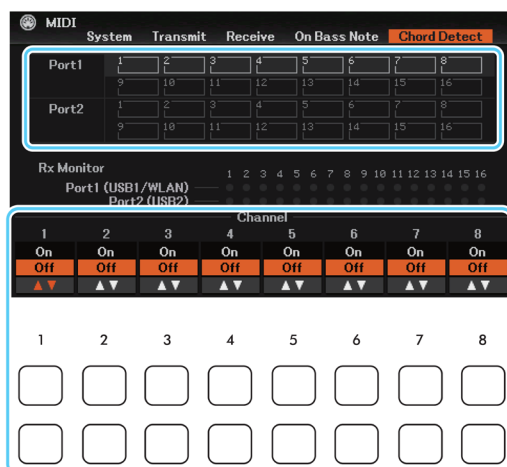 MIDI
System Transmit Receive On Bass Note Chord Detect
Port1 1 2 3 4 5 6 7 8
9 10 11 12 13 14 15 16
Port2 1 2 3 4 5 6 7 8
9 10 11 12 13 14 15 16
Rx Monitor 1 2 3 4 5 6 7 8 9 10 11 12 13 14 15 16
Port1 (USB1/WLAN)
Port2 (USB2)
Channel
1 2 3 4 5 6 7 8
On On On On On On On On
Off Off Off Off Off Off Off Off
1 2 3 4 5 6 7 8